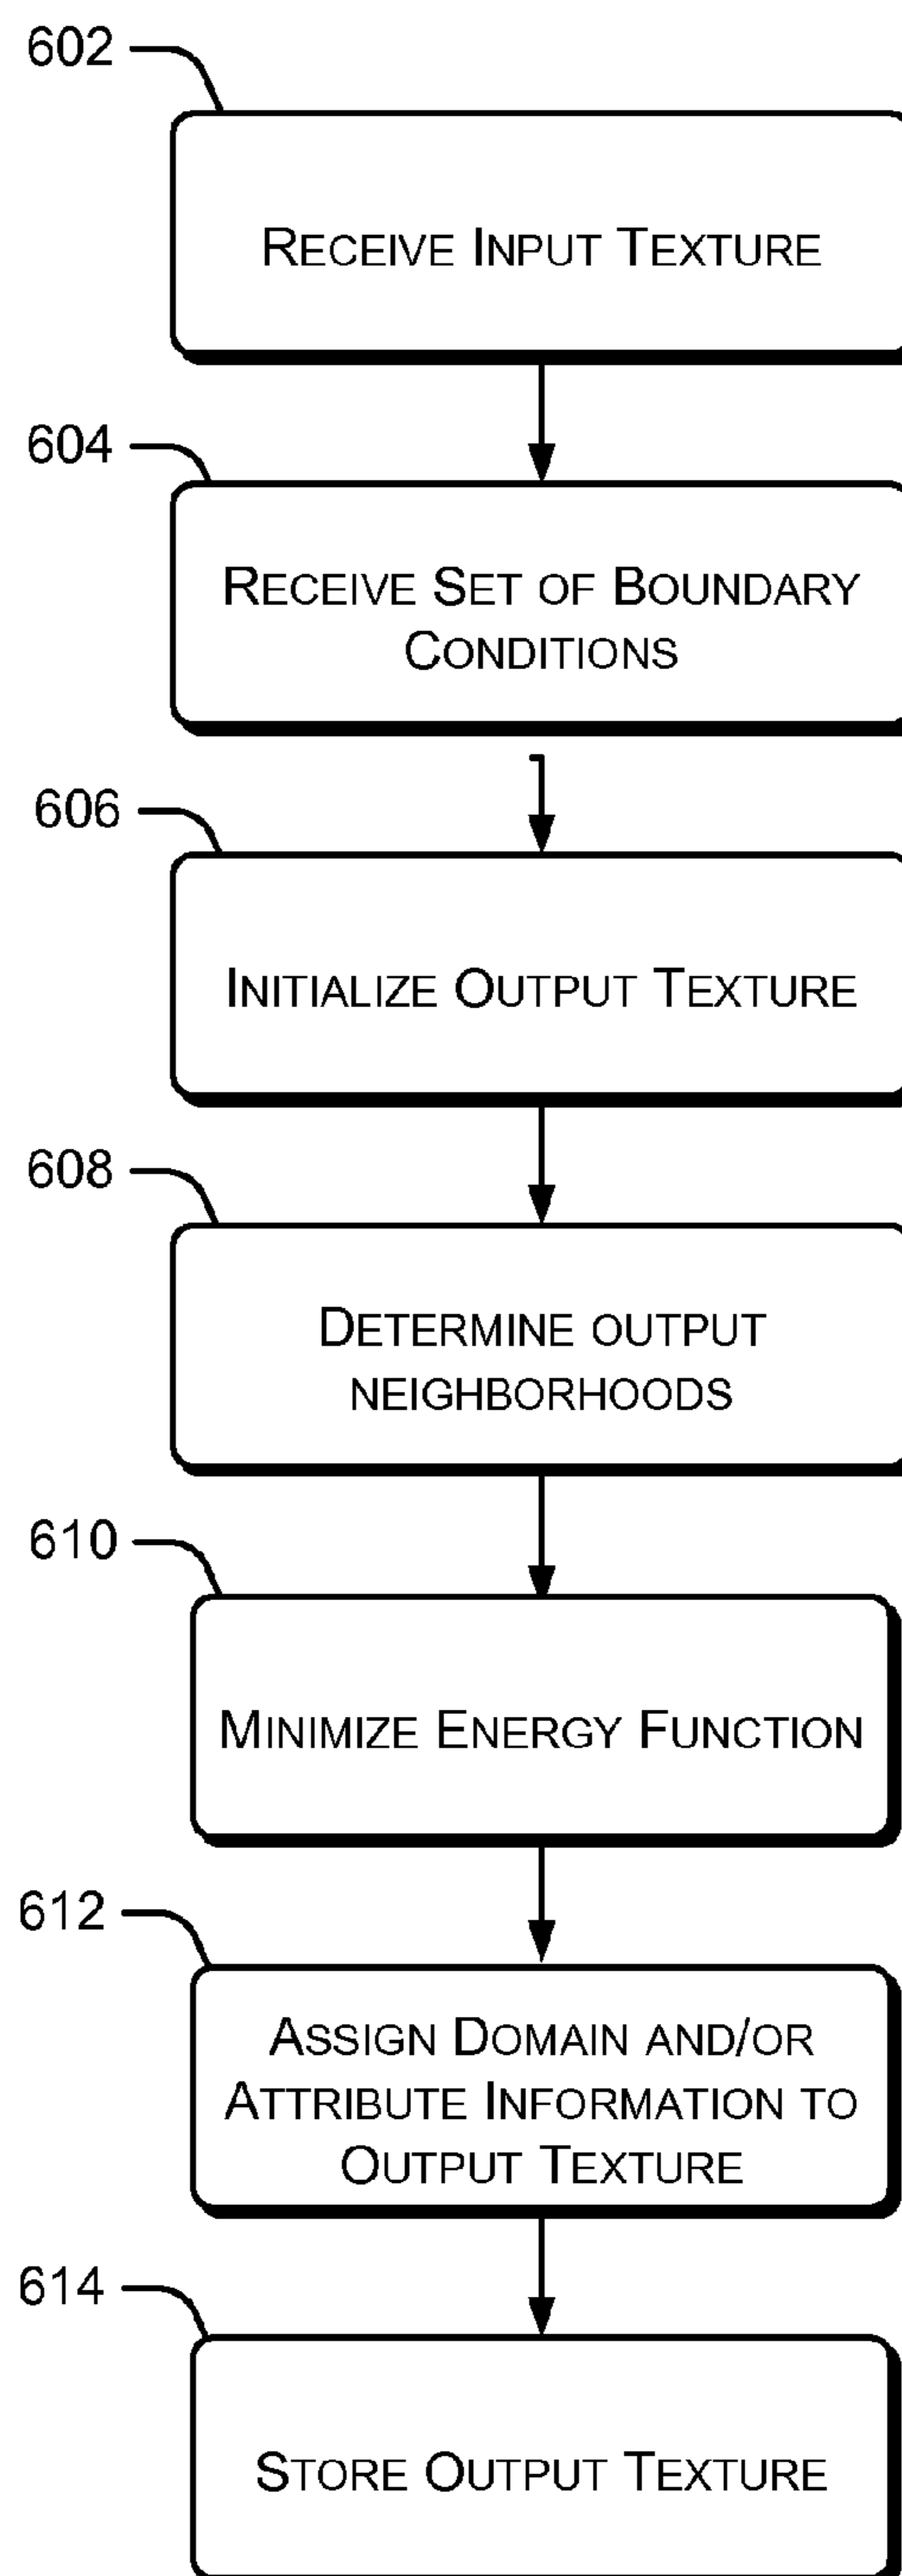 602
RECEIVE INPUT TEXTURE
604
RECEIVE SET OF BOUNDARY
CONDITIONS
606
INITIALIZE OUTPUT TEXTURE
608
DETERMINE OUTPUT
NEIGHBORHOODS
610
MINIMIZE ENERGY FUNCTION
612
ASSIGN DOMAIN AND/OR
ATTRIBUTE INFORMATION TO
OUTPUT TEXTURE
614
STORE OUTPUT TEXTURE